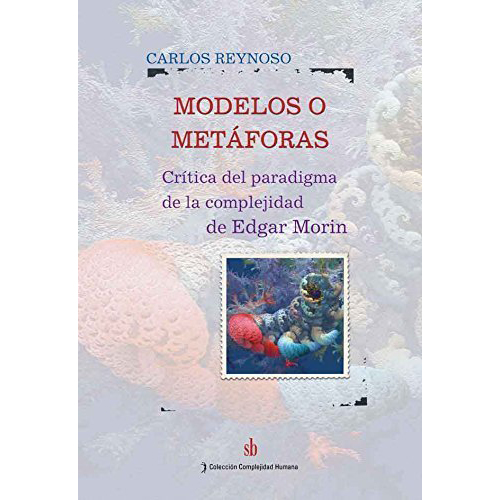 CARLOS REYNOSO
MODELOS O
METÁFORAS
Crítica del paradigma
de la complejidad
de Edgar Morin
sb
Colección Complejidad Humana